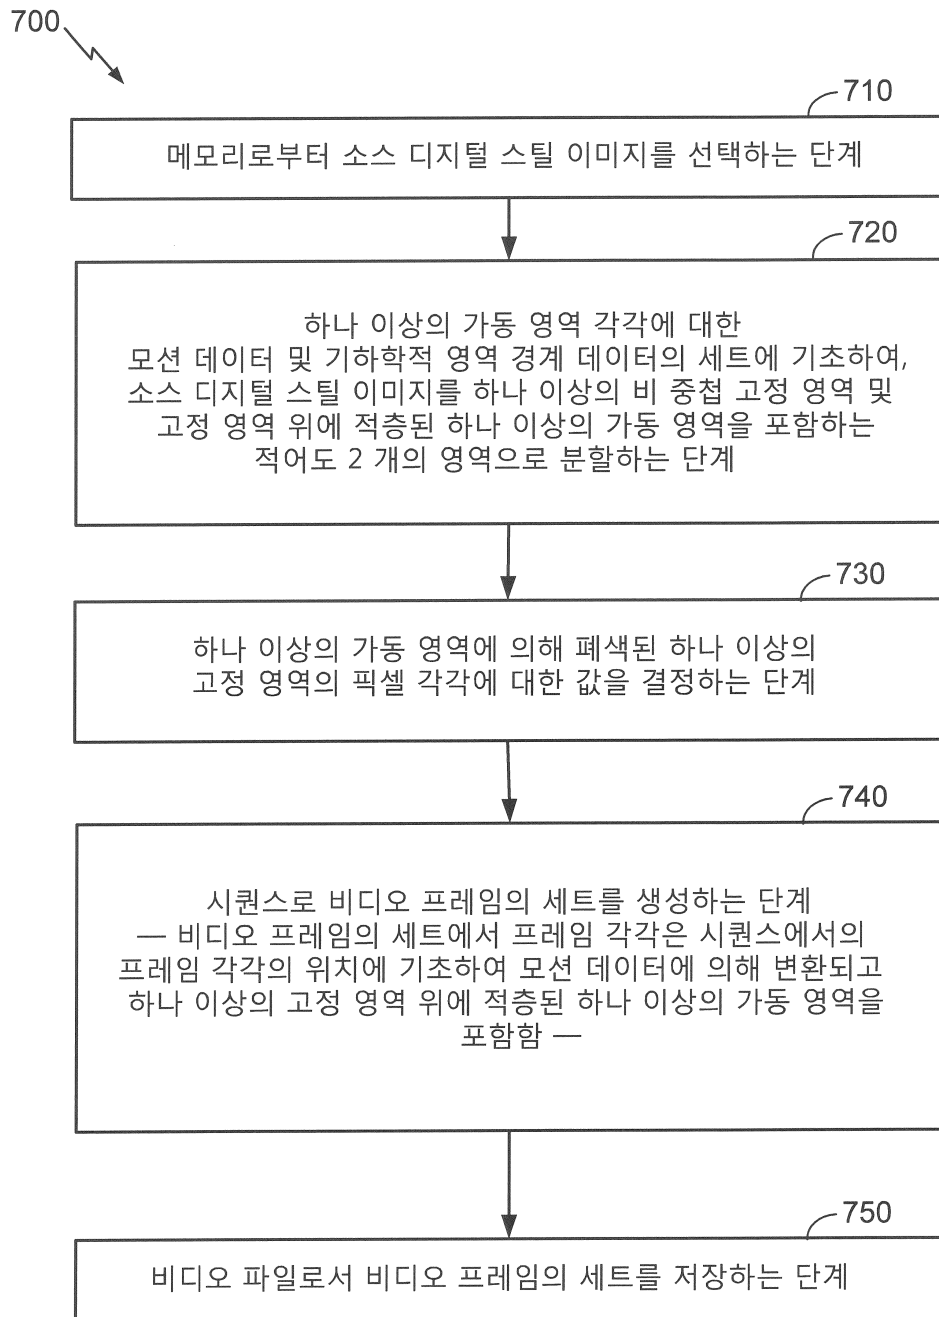 700
710
메모리로부터 소스 디지털 스틸 이미지를 선택하는 단계
720
하나 이상의 가동 영역 각각에 대한
모션 데이터 및 기하학적 영역 경계 데이터의 세트에 기초하여,
소스 디지털 스틸 이미지를 하나 이상의 비 중첩 고정 영역 및
고정 영역 위에 적층된 하나 이상의 가동 영역을 포함하는
적어도 2 개의 영역으로 분할하는 단계
730
하나 이상의 가동 영역에 의해 폐색된 하나 이상의
고정 영역의 픽셀 각각에 대한 값을 결정하는 단계
740
시퀀스로 비디오 프레임의 세트를 생성하는 단계
― 비디오 프레임의 세트에서 프레임 각각은 시퀀스에서의
프레임 각각의 위치에 기초하여 모션 데이터에 의해 변환되고
하나 이상의 고정 영역 위에 적층된 하나 이상의 가동 영역을
포함함 ―
750
비디오 파일로서 비디오 프레임의 세트를 저장하는 단계